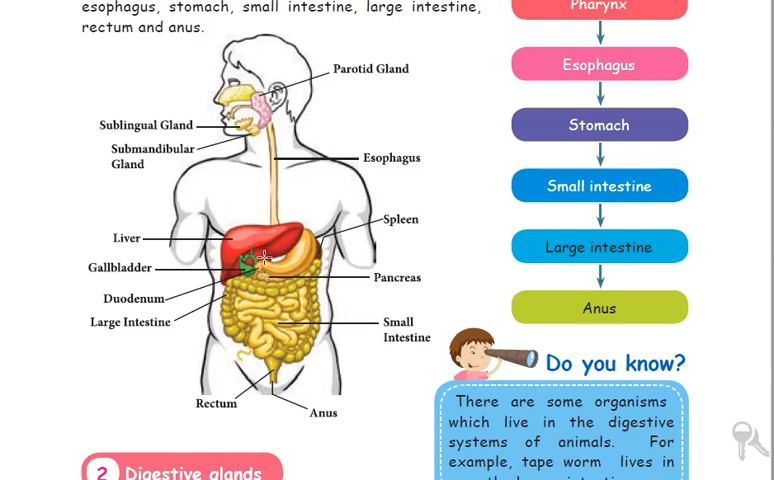 esophagus, stomach, small intestine, large intestine,
rectum and anus.
Parotid Gland
Sublingual Gland
Submandibular
Gland
Esophagus
Spleen
Liver
Gallbladder
Pancreas
Duodenum
Large Intestine
Small
Intestine
Rectum
Anus
Pharynx
Esophagus
Stomach
Small intestine
Large intestine
Anus
Do you know?
There are some organisms
which live in the digestive
systems of animals. For
example, tape worm lives in
2 Digestive glands